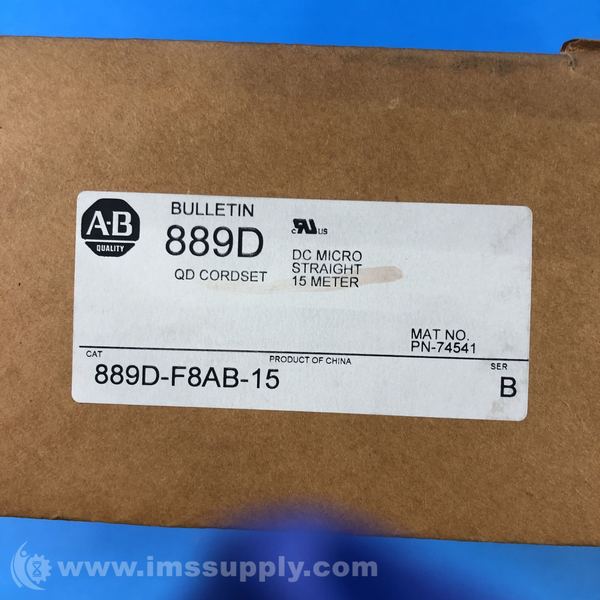 A-B
QUALITY
BULLETIN
889D
QD CORDSET
c RU US
DC MICRO
STRAIGHT
15 METER
MAT NO.
PN-74541
CAT
PRODUCT OF CHINA
SER
889D-F8AB-15
B
www.imssupply.com